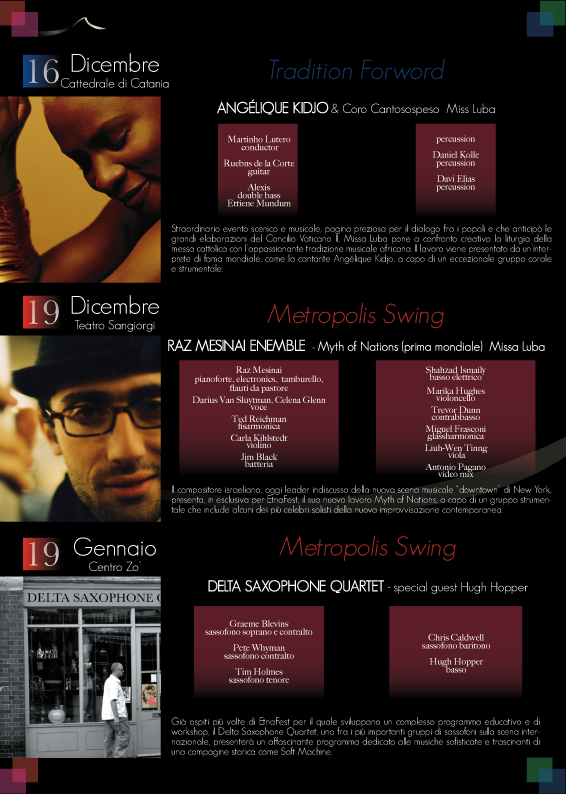 16 Dicembre
Cattedrale di Catania
Tradition Forward
ANGÉLIQUE KIDJO & Coro Cantosospeso Miss Luba
Martinho Lutero
conductor
Ruebns de la Corte
guitar
Alexis
double bass
Ettiene Mundum
percussion
Daniel Kolle
percussion
Davi Elias
percussion
Straordinario evento scenico e musicale, pagina preziosa per il dialogo fra i popoli e che anticipò le
grandi elaborazioni del Concilio Vaticano II, Missa Luba pone a confronto creativo la liturgia della
messa cattolica con l'appassionante tradizione musicale africana. Il lavoro viene presentato da un'inter-
prete di fama mondiale, come la cantante Angélique Kidjo, a capo di un eccezionale gruppo corale
e strumentale.
19 Dicembre
Teatro Sangiorgi
Metropolis Swing
RAZ MESINAI ENEMBLE - Myth of Nations (prima mondiale) Missa Luba
Raz Mesinai
pianoforte, electronics, tamburello,
flauti da pastore
Darius Van Sluytman, Celena Glenn
voce
Ted Reichman
fisarmonica
Carla Kihlstedt
violino
Jim Black
batteria
Shahzad Ismaily
basso elettrico
Marika Hughes
violoncello
Trevor Dunn
contrabbasso
Miguel Frasconi
glassharmonica
Liuh-Wen Tinng
viola
Antonio Pagano
video mix
Il compositore israeliano, oggi leader indiscusso della nuova scena musicale "downtown" di New York,
presenta, in esclusiva per EtnaFest, il suo nuovo lavoro Myth of Nations, a capo di un gruppo strumen-
tale che include alcuni dei più celebri solisti della nuova improvvisazione contemporanea.
19 Gennaio
Centro Zo`
Metropolis Swing
DELTA SAXOPHONE QUARTET - special guest Hugh Hopper
DELTA SAXOPHONE Q
Graeme Blevins
sassofono soprano e contralto
Pete Whyman
sassofono contralto
Tim Holmes
sassofono tenore
Chris Caldwell
sassofono baritono
Hugh Hopper
basso
Già ospiti più volte di EtnaFest per il quale sviluppano un complesso programma educativo e di
workshop, il Delta Saxophone Quartet, uno fra i più importanti gruppi di sassofoni sulla scena inter-
nazionale, presenterà un affascinante programma dedicato alle musiche sofisticate e trascinanti di
una compagine storica come Soft Machine.